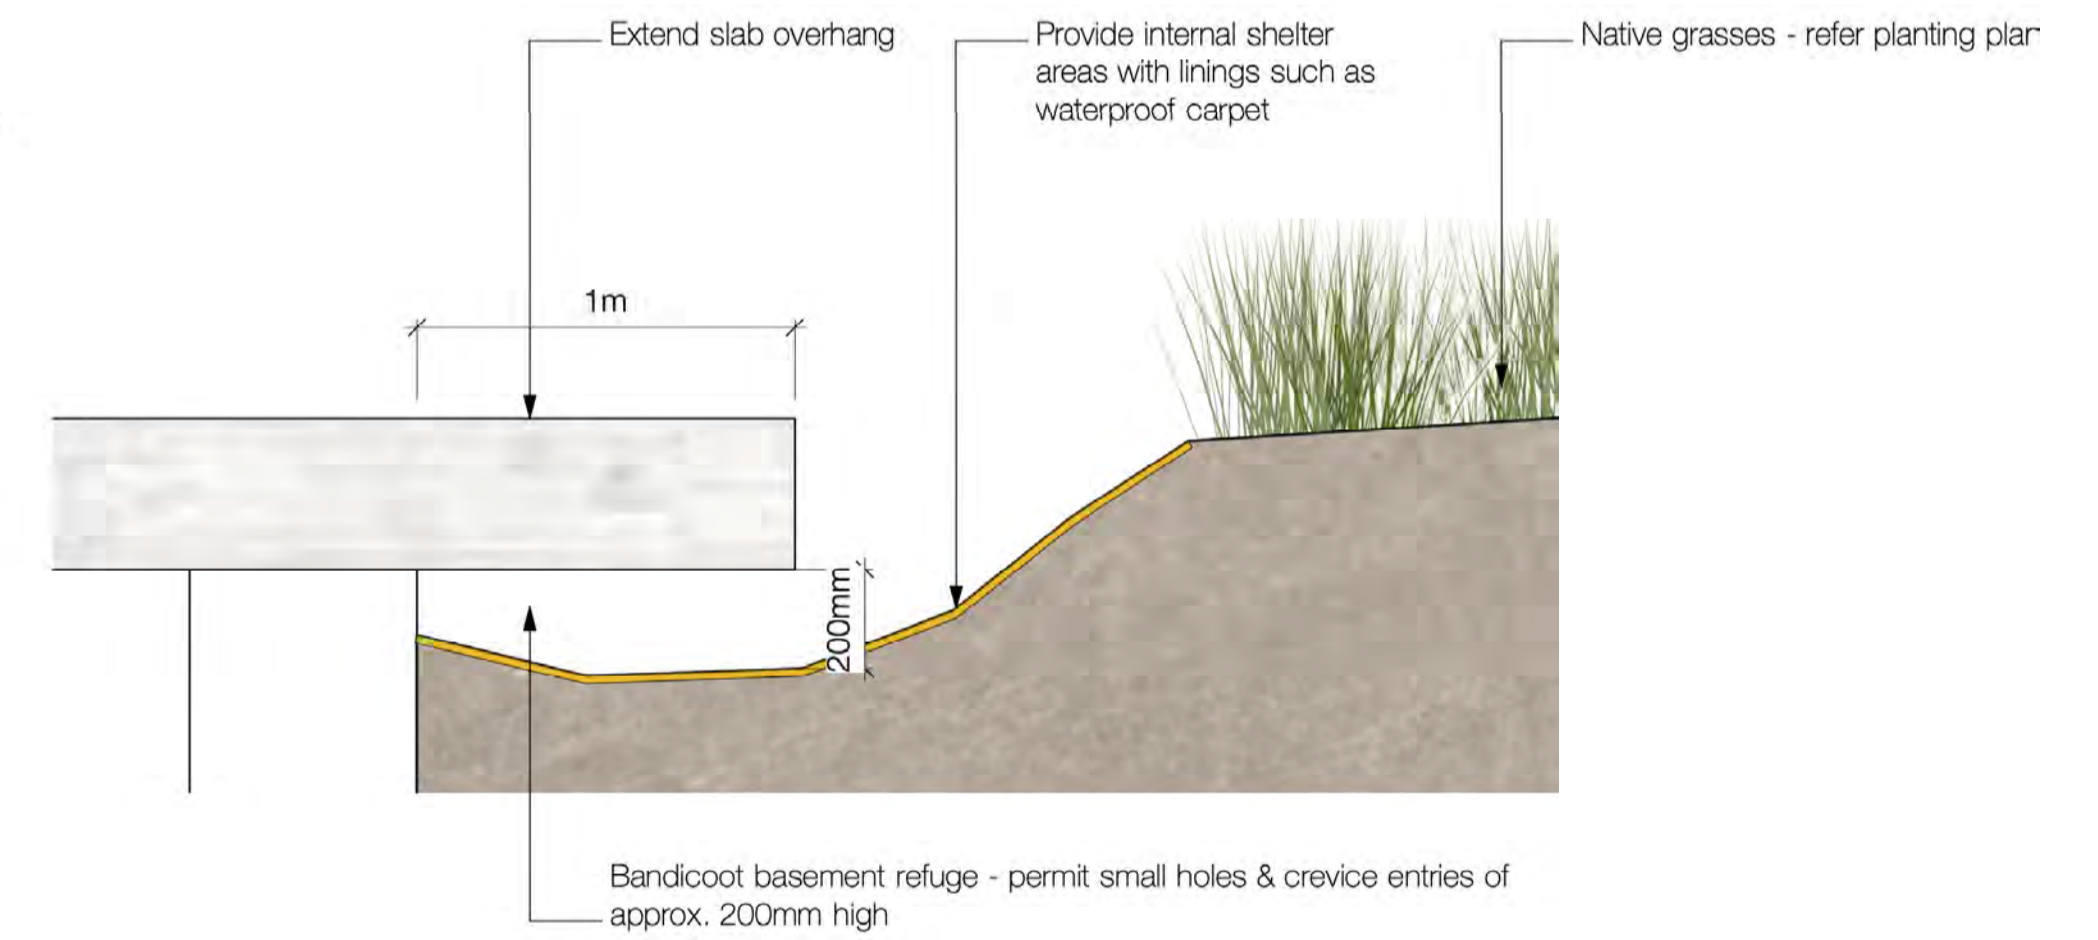 Extend slab overhang
Provide internal shelter
areas with linings such as
waterproof carpet
Native grasses - refer planting plan
1m
200mm
Bandicoot basement refuge - permit small holes & crevice entries of
approx. 200mm high